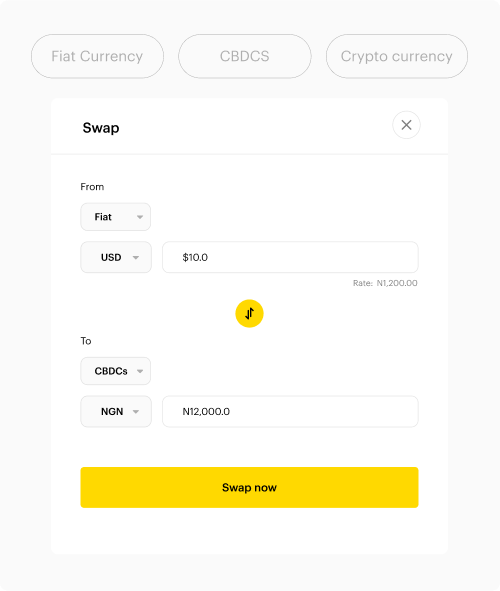 Fiat Currency CBDCS Crypto currency
Swap
From
Fiat
USD $10.0
Rate: N1,200.00
To
CBDCs
NGN N12,000.0
Swap now